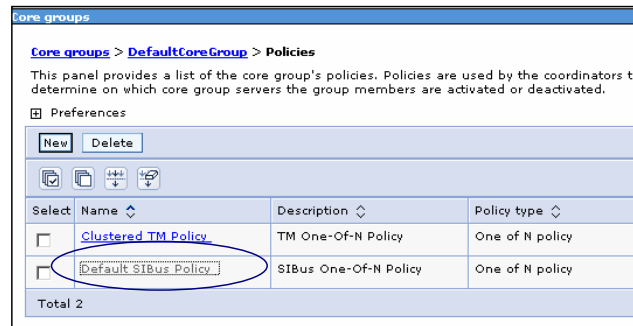 Core groups
Core groups > DefaultCoreGroup > Policies
This panel provides a list of the core group's policies. Policies are used by the coordinators t
determine on which core group servers the group members are activated or deactivated.
Preferences
New Delete
Select Name Description Policy type
Clustered TM Policy TM One-Of-N Policy One of N policy
Default SIBus Policy SIBus One-Of-N Policy One of N policy
Total 2